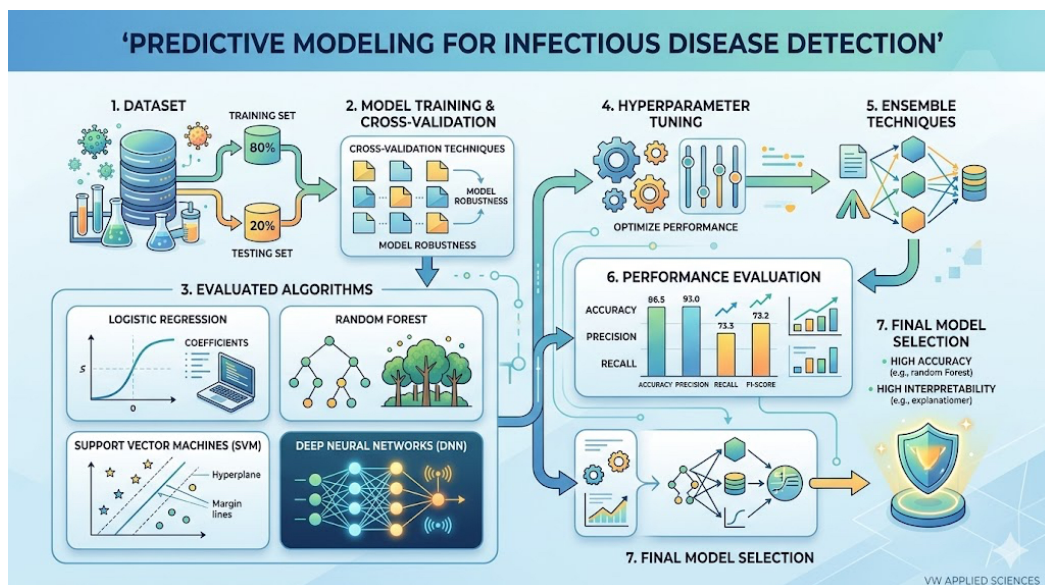 ‘PREDICTIVE MODELING FOR INFECTIOUS DISEASE DETECTION’
1. DATASET
TRAINING SET
80%
20%
TESTING SET
2. MODEL TRAINING &
CROSS-VALIDATION
CROSS-VALIDATION TECHNIQUES
MODEL
ROBUSTNESS
MODEL ROBUSTNESS
3. EVALUATED ALGORITHMS
LOGISTIC REGRESSION
S
0
COEFFICIENTS
RANDOM FOREST
SUPPORT VECTOR MACHINES (SVM)
Hyperplane
Margin
lines
DEEP NEURAL NETWORKS (DNN)
4. HYPERPARAMETER
TUNING
OPTIMIZE PERFORMANCE
5. ENSEMBLE
TECHNIQUES
6. PERFORMANCE EVALUATION
ACCURACY
PRECISION
RECALL
86.5
93.0
73.3
73.2
ACCURACY PRECISION RECALL FI-SCORE
7. FINAL MODEL
SELECTION
• HIGH ACCURACY
(e.g., random Forest)
• HIGH INTERPRETABILITY
(e.g., explanatiomer)
7. FINAL MODEL SELECTION
VW APPLIED SCIENCES